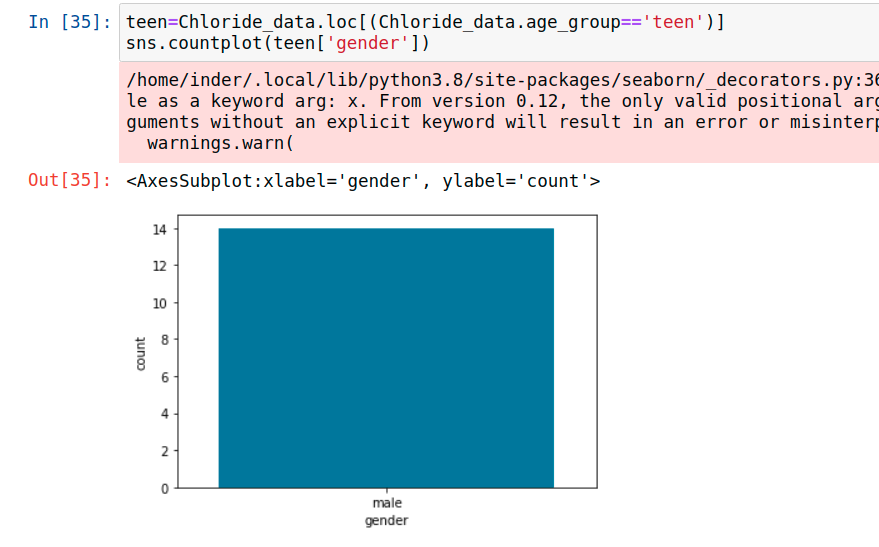 In [35]: teen=Chloride_data.loc[(Chloride_data.age_group=='teen')]
sns.countplot(teen['gender'])
/home/inder/.local/lib/python3.8/site-packages/seaborn/_decorators.py:36
le as a keyword arg: x. From version 0.12, the only valid positional arg
guments without an explicit keyword will result in an error or misinterp
warnings.warn(
Out[35]: <AxesSubplot:xlabel='gender', ylabel='count'>
14
12
10
8
6
4
2
0
count
male
gender